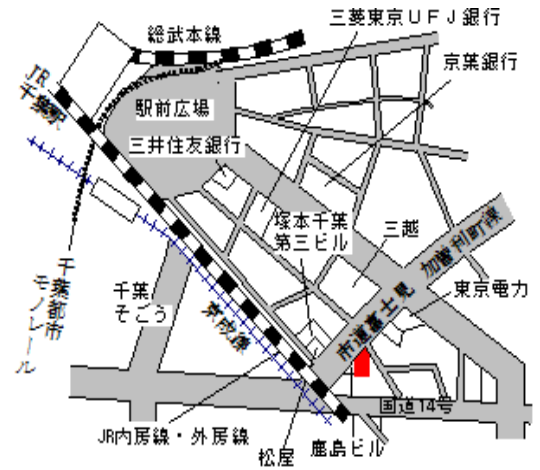 三菱東京ＵＦＪ銀行
総武本線
京葉銀行
JR
千葉駅
駅前広場
三井住友銀行
塚本千葉
第三ビル
三越
市道富士見
加曽利町線
東京電力
千葉都市
モノレール
千葉
そごう
京成線
国道14号
JR内房線・外房線
松屋
鹿島ビル